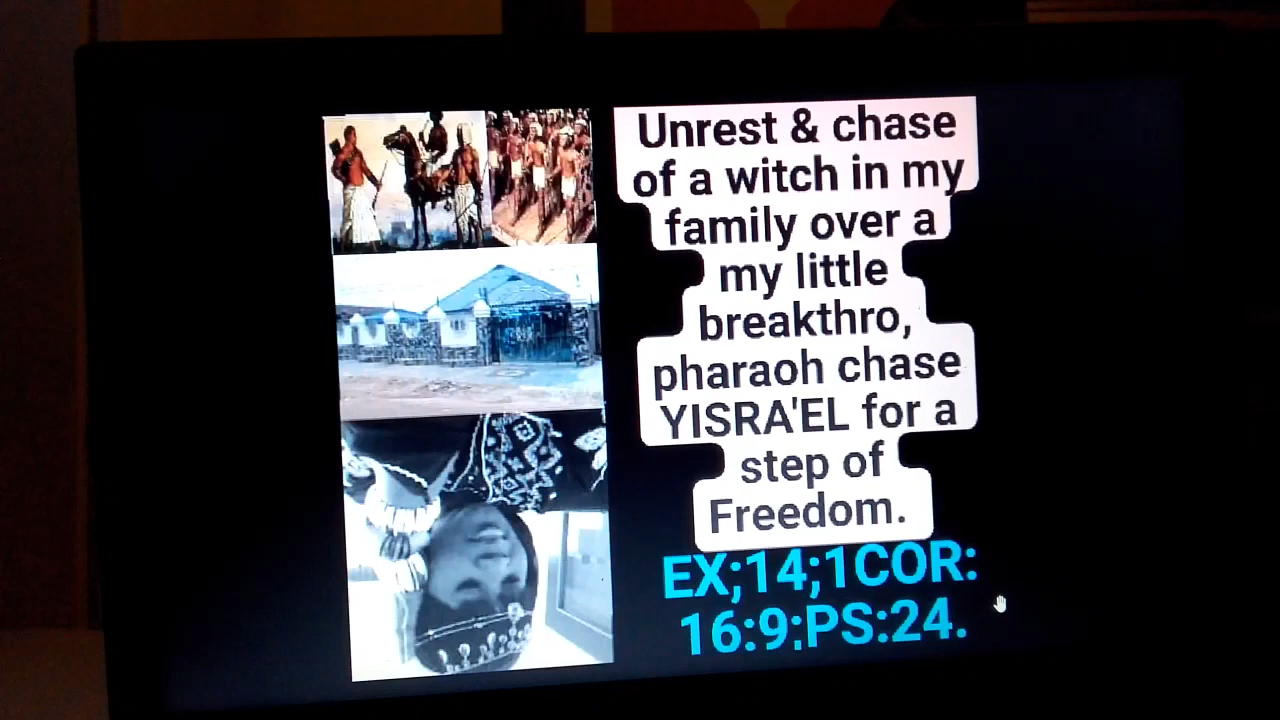 Unrest & chase
of a witch in my
family over a
my little
breakthro,
pharaoh chase
YISRA'EL for a
step of
Freedom.
EX;14;1COR:
16:9;PS:24.